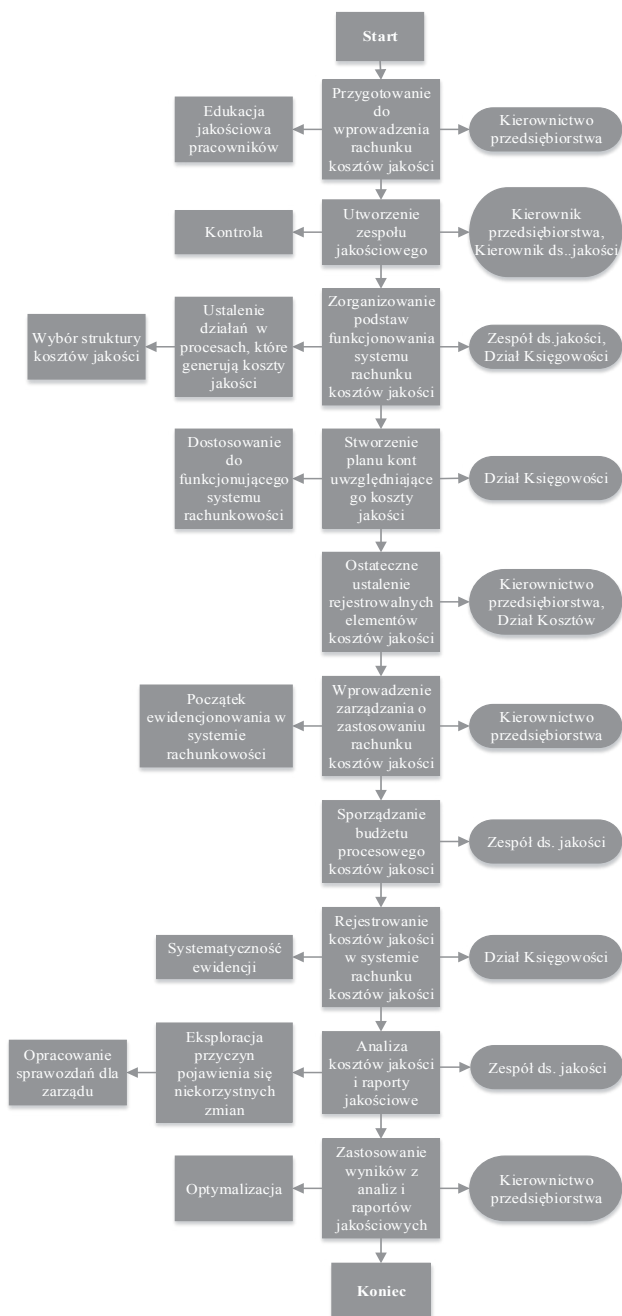 Start
Edukacja
jakościowa
pracowników
Przygotowanie
do
wprowadzenia
rachunku
kosztów jakości
Kierownictwo
przedsiębiorstwa
Kontrola
Utworzenie
zespołu
jakościowego
Kierownik
przedsiębiorstwa,
Kierownik ds..jakości
Wybór struktury
kosztów jakości
Ustalenie
działań w
procesach, które
generują koszty
jakości
Zorganizowanie
podstaw
funkcjonowania
systemu
rachunku
kosztów jakości
Zespół ds.jakości,
Dział Księgowości
Dostosowanie
do
funkcjonującego
systemu
rachunkowości
Stworzenie
planu kont
uwzględniające
go koszty
jakości
Dział Księgowości
Ostateczne
ustalenie
rejestrowalnych
elementów
kosztów jakości
Kierownictwo
przedsiębiorstwa,
Dział Kosztów
Początek
ewidencjonowania w
systemie
rachunkowości
Wprowadzenie
zarządzania o
zastosowaniu
rachunku
kosztów jakości
Kierownictwo
przedsiębiorstwa
Sporządzanie
budżetu
procesowego
kosztów jakosci
Zespół ds. jakości
Systematyczność
ewidencji
Rejestrowanie
kosztów jakości
w systemie
rachunku
kosztów jakości
Dział Księgowości
Opracowanie
sprawozdań dla
zarządu
Eksploracja
przyczyn
pojawienia się
niekorzystnych
zmian
Analiza
kosztów jakości
i raporty
jakościowe
Zespół ds. jakości
Optymalizacja
Zastosowanie
wyników z
analiz i
raportów
jakościowych
Kierownictwo
przedsiębiorstwa
Koniec